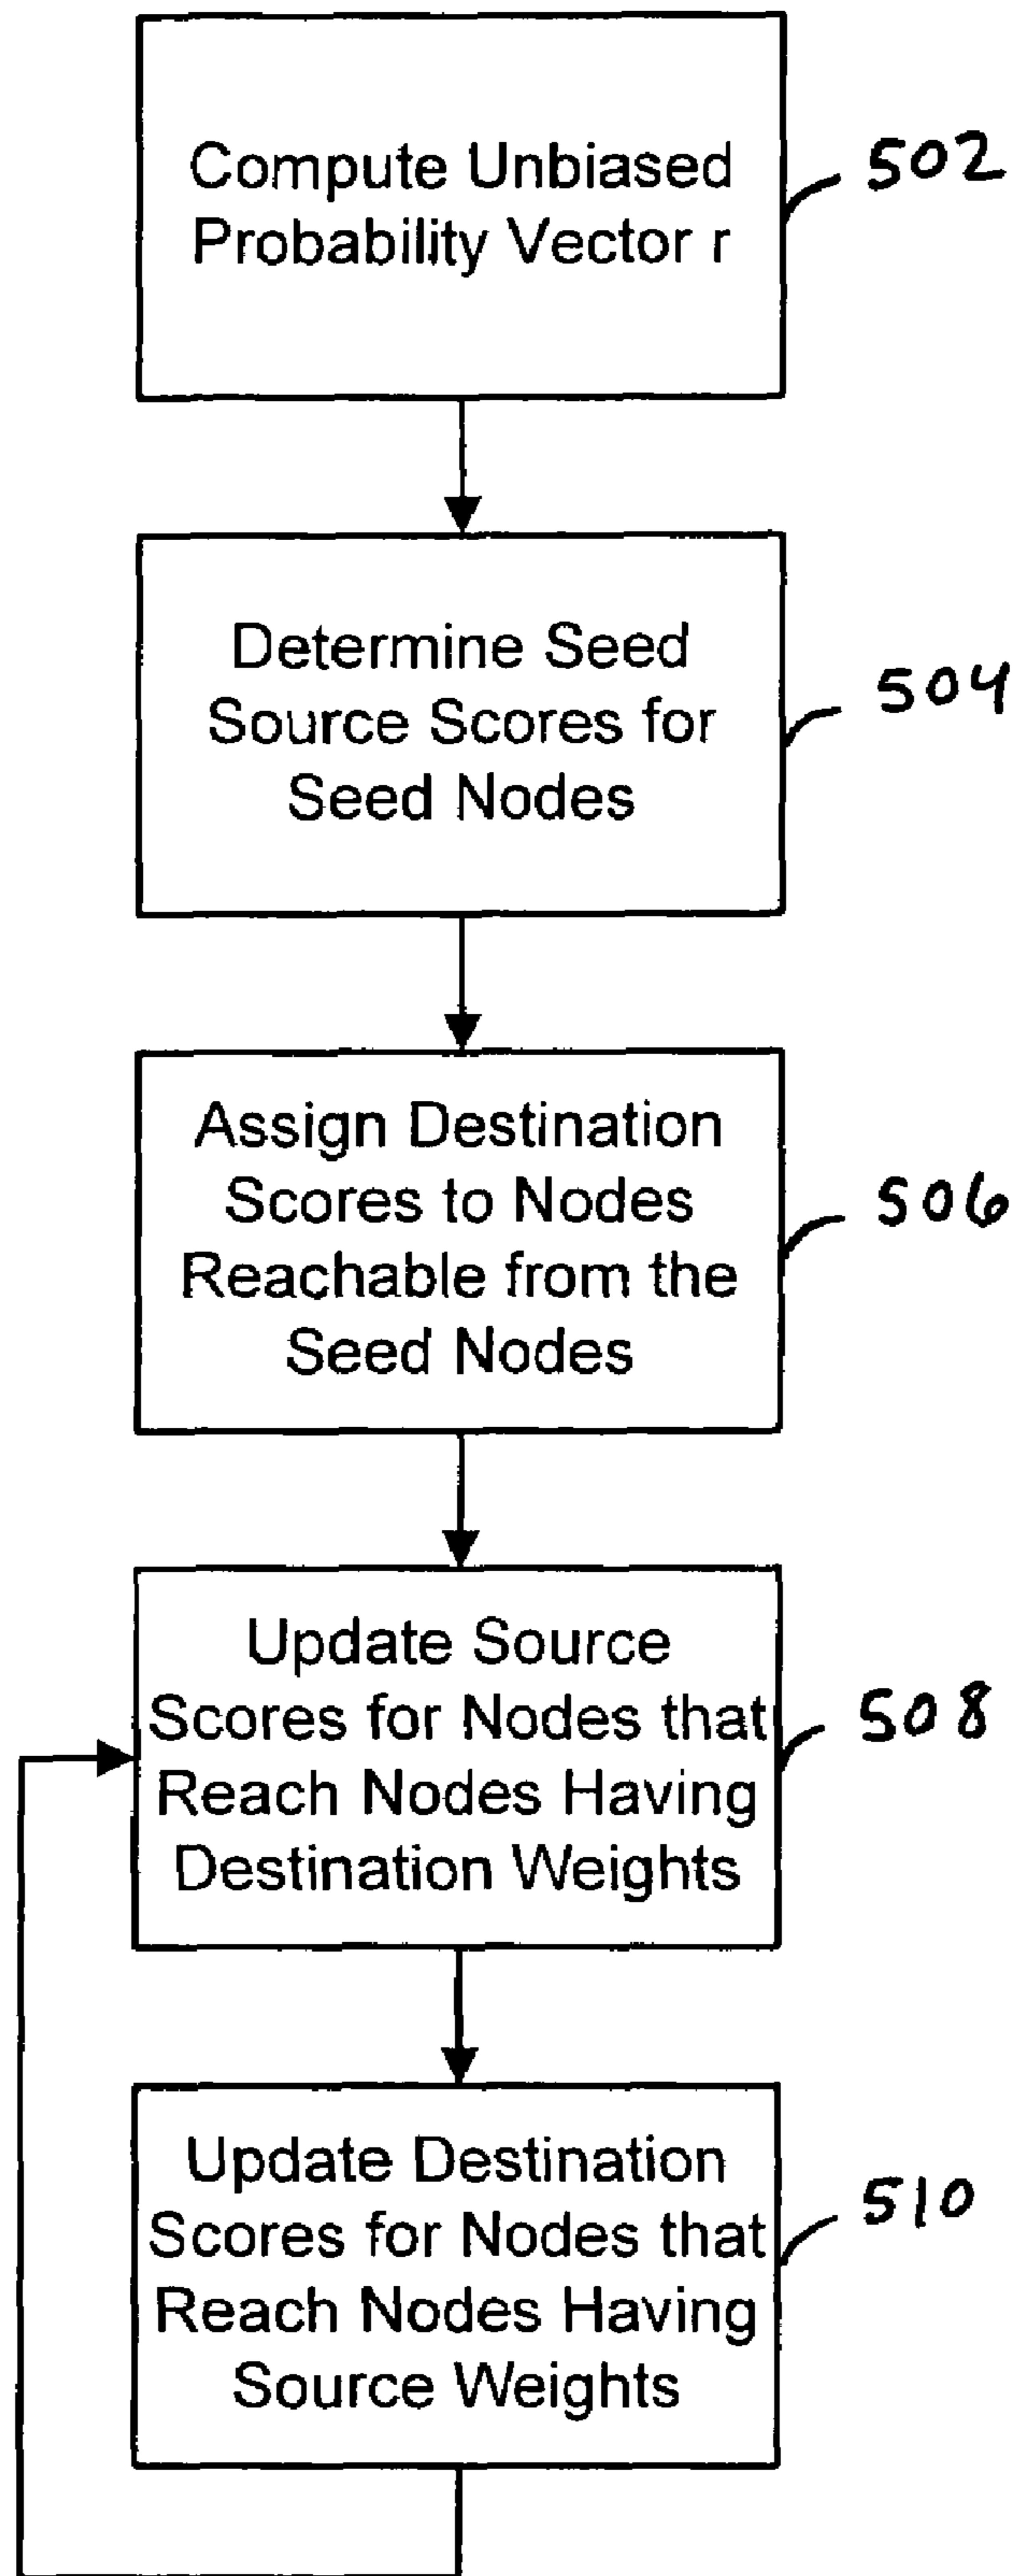 Compute Unbiased
Probability Vector r
502
Determine Seed
Source Scores for
Seed Nodes
504
Assign Destination
Scores to Nodes
Reachable from the
Seed Nodes
506
Update Source
Scores for Nodes that
Reach Nodes Having
Destination Weights
508
Update Destination
Scores for Nodes that
Reach Nodes Having
Source Weights
510